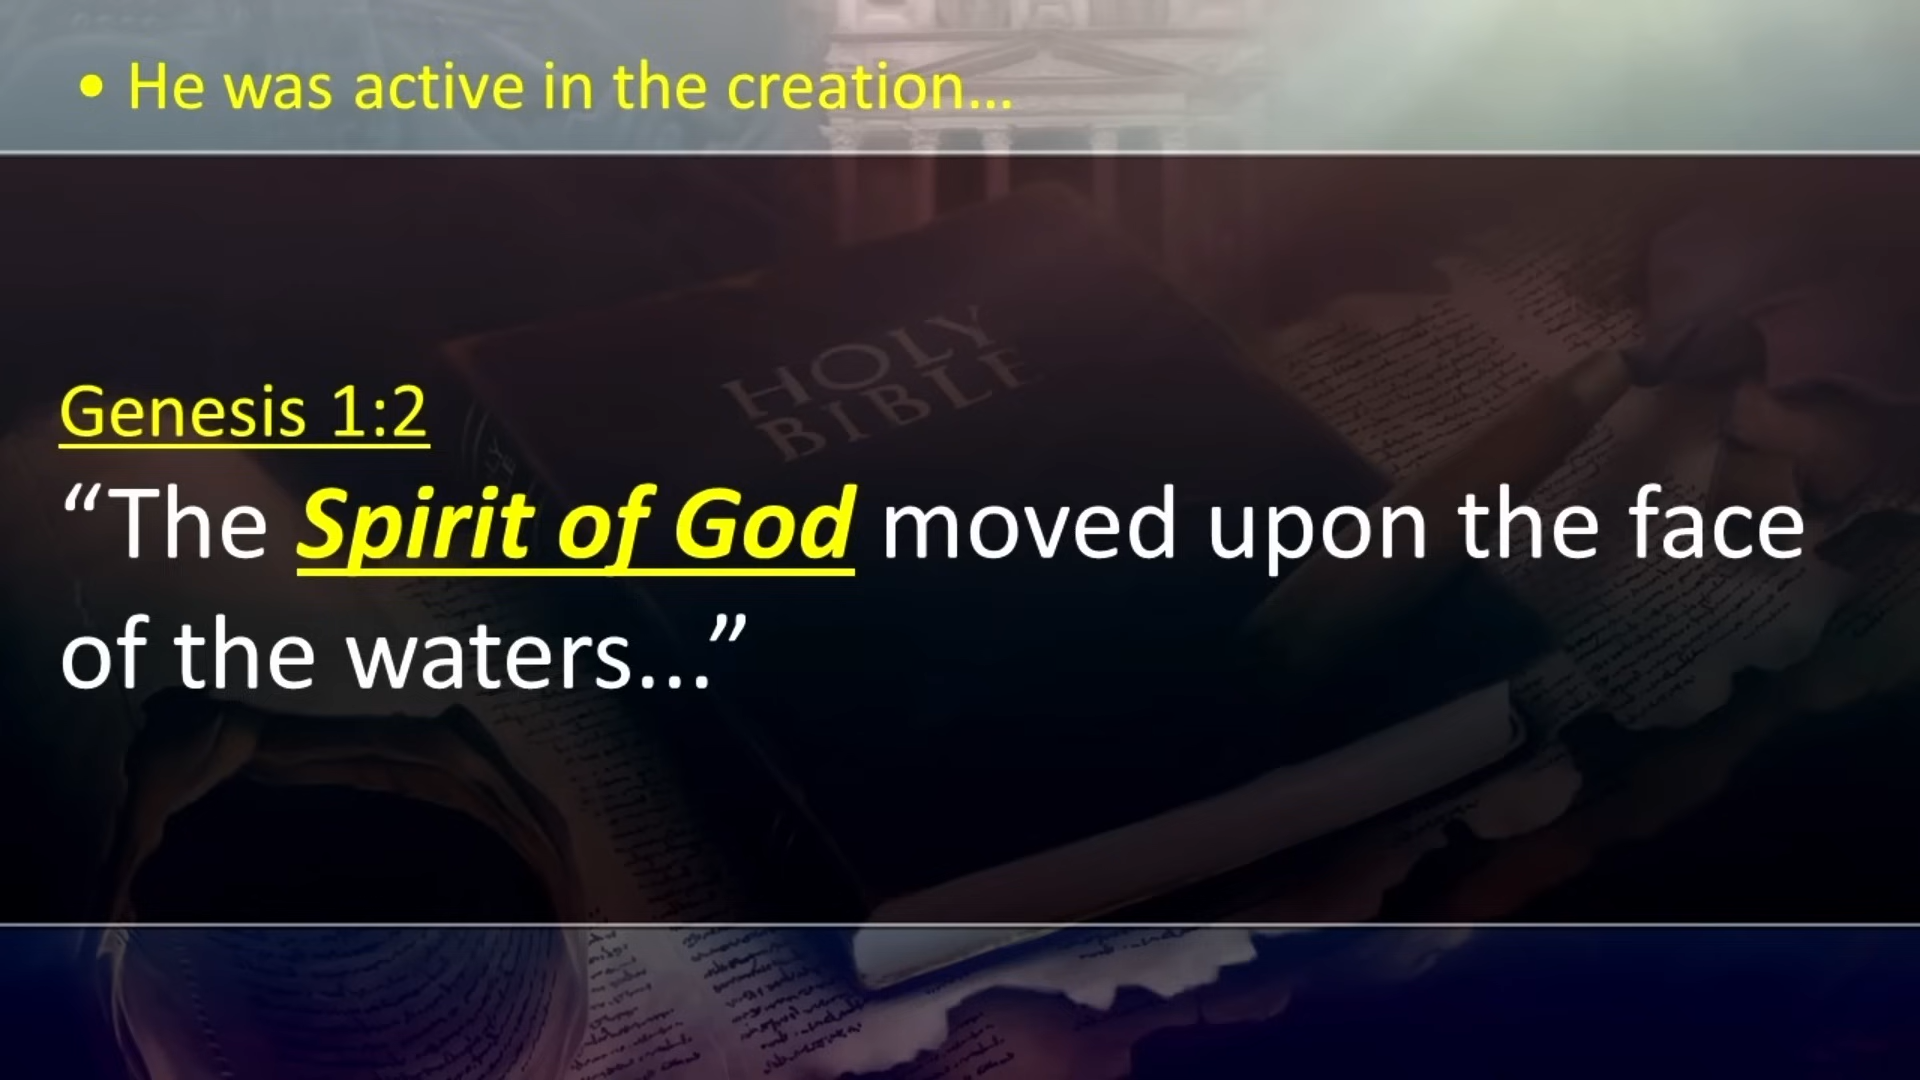 • He was active in the creation...
HOLY
BIBLE
Genesis 1:2
“The Spirit of God moved upon the face
of the waters...”